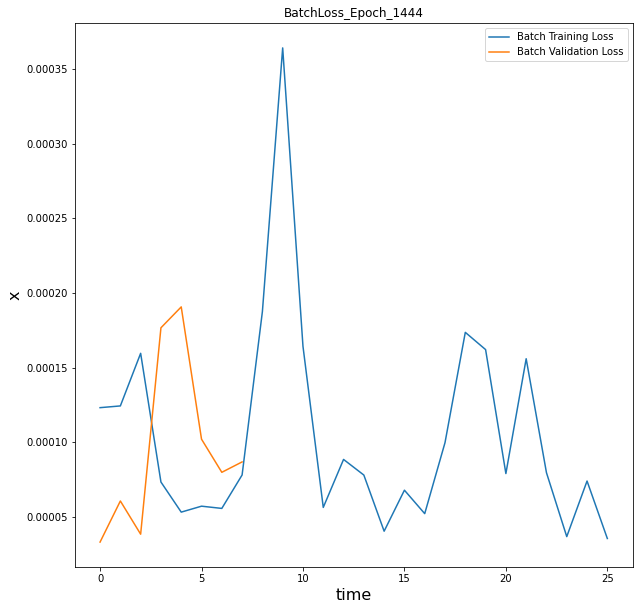 BatchLoss_Epoch_1444
Batch Training Loss
Batch Validation Loss
0.00035
0.00030
0.00025
0.00020
0.00015
0.00010
0.00005
x
0 5 10 15 20 25
time